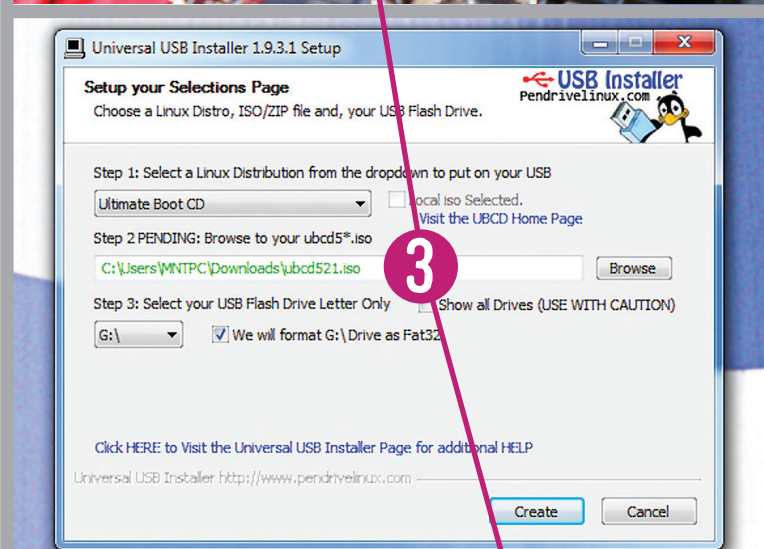 Universal USB Installer 1.9.3.1 Setup
Setup your Selections Page
Choose a Linux Distro, ISO/ZIP file and, your USB Flash Drive.
USB Installer
Pendrivelinux.com
Step 1: Select a Linux Distribution from the dropdown to put on your USB
Ultimate Boot CD
Local iso Selected.
Visit the UBCD Home Page
Step 2 PENDING: Browse to your ubcd5*.iso
C:\Users\MNTPC\Downloads\ubcd521.iso
3
Browse
Step 3: Select your USB Flash Drive Letter Only
Show all Drives (USE WITH CAUTION)
G:\
We will format G:\ Drive as Fat32
Click HERE to Visit the Universal USB Installer Page for additional HELP
Universal USB Installer http://www.pendrivelinux.com
Create
Cancel